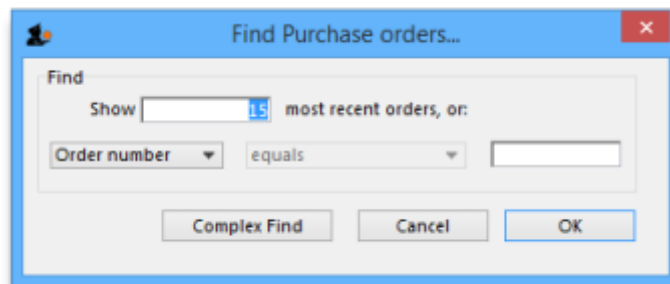 Find Purchase orders...
Find
Show 15 most recent orders, or:
Order number equals
Complex Find Cancel OK